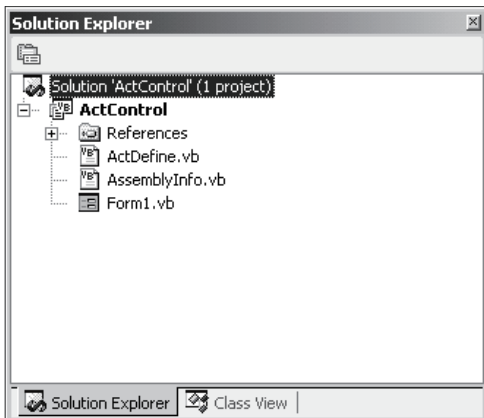 Solution Explorer
Solution 'ActControl' (1 project)
ActControl
References
ActDefine.vb
AssemblyInfo.vb
Form1.vb
Solution Explorer
Class View